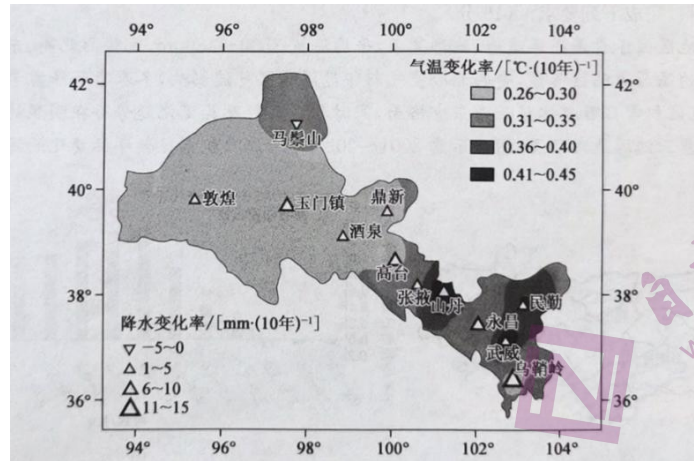 94° 96° 98° 100° 102° 104°
气温变化率/[℃·(10年)⁻¹]
0.26~0.30
0.31~0.35
0.36~0.40
0.41~0.45
42° 42°
马鬃山
40° 敦煌 玉门镇 鼎新 40°
酒泉
高台
38° 张掖 山丹 民勤 38°
永昌
武威
乌鞘岭
降水变化率/[mm·(10年)⁻¹]
−5~0
1~5
6~10
11~15
36° 36°
94° 96° 98° 100° 102° 104°